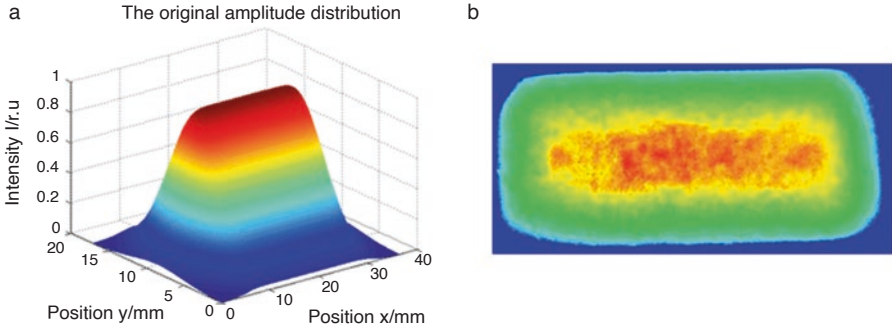 a
The original amplitude distribution
Intensity I/r.u
1
0.8
0.6
0.4
0.2
0
20
15
10
5
0
Position y/mm
0
10
20
30
40
Position x/mm
b